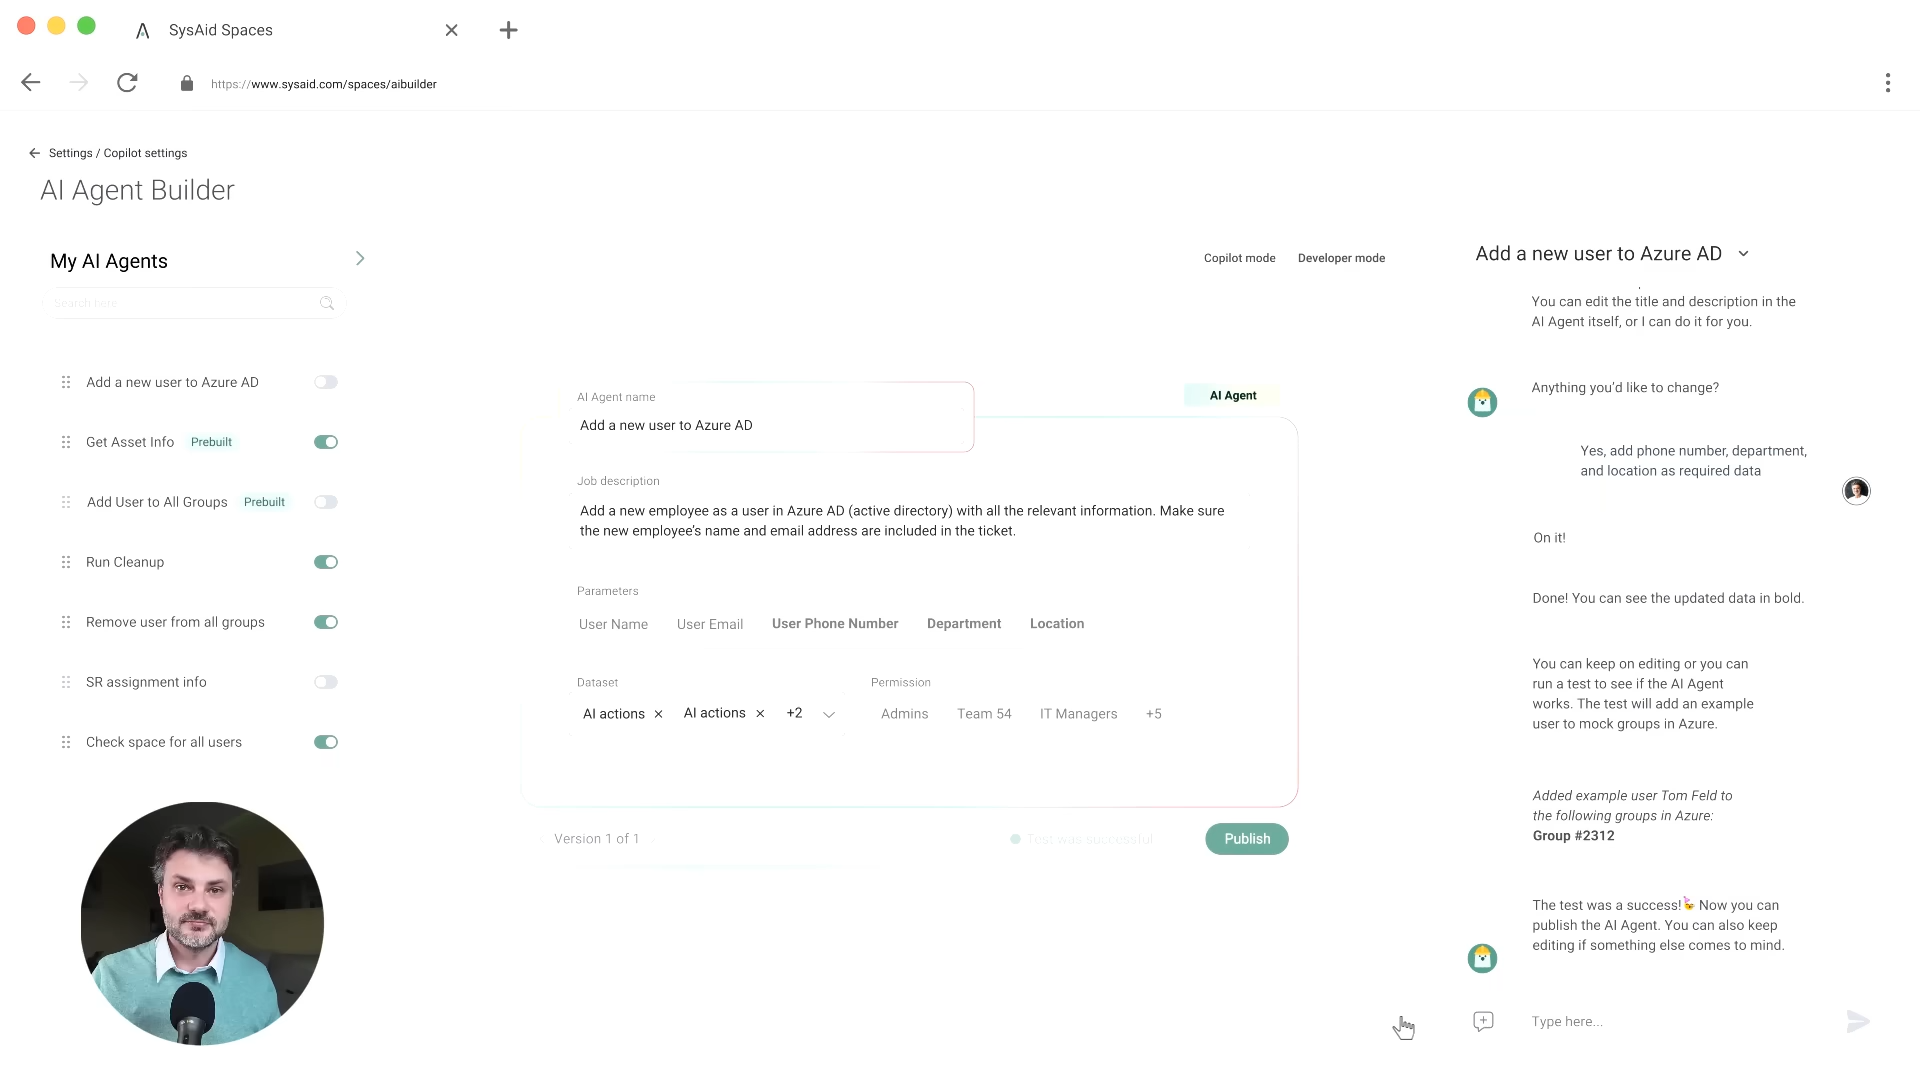 SysAid Spaces
https://www.sysaid.com/spaces/aibuilder
Settings / Copilot settings
AI Agent Builder
My AI Agents
Search here
Add a new user to Azure AD
Get Asset Info Prebuilt
Add User to All Groups Prebuilt
Run Cleanup
Remove user from all groups
SR assignment info
Check space for all users
Copilot mode Developer mode
AI Agent name
Add a new user to Azure AD
AI Agent
Job description
Add a new employee as a user in Azure AD (active directory) with all the relevant information. Make sure
the new employee's name and email address are included in the ticket.
Parameters
User Name User Email User Phone Number Department Location
Dataset
AI actions × AI actions × +2
Permission
Admins Team 54 IT Managers +5
Version 1 of 1
Test was successful
Publish
Add a new user to Azure AD
You can edit the title and description in the
AI Agent itself, or I can do it for you.
Anything you'd like to change?
Yes, add phone number, department,
and location as required data
On it!
Done! You can see the updated data in bold.
You can keep on editing or you can
run a test to see if the AI Agent
works. The test will add an example
user to mock groups in Azure.
Added example user Tom Feld to
the following groups in Azure:
Group #2312
The test was a success! Now you can
publish the AI Agent. You can also keep
editing if something else comes to mind.
Type here...